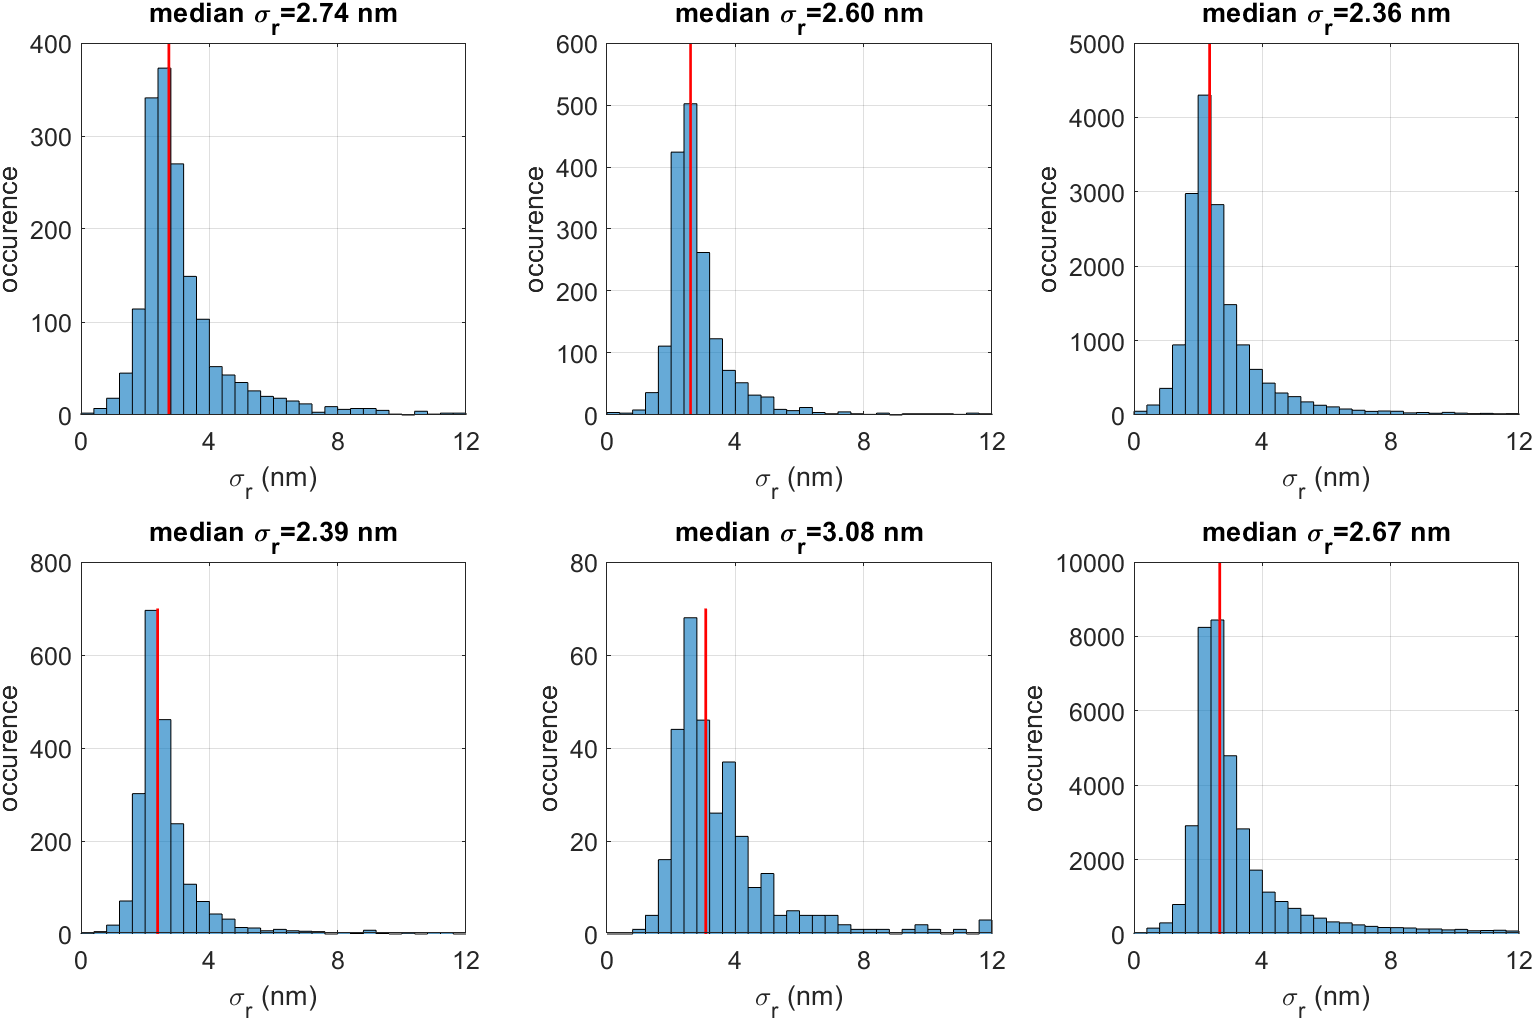 median σr=2.74 nm
400
300
200
100
0
occurence
0 4 8 12
σr (nm)
median σr=2.60 nm
600
500
400
300
200
100
0
occurence
0 4 8 12
σr (nm)
median σr=2.36 nm
5000
4000
3000
2000
1000
0
occurence
0 4 8 12
σr (nm)
median σr=2.39 nm
800
600
400
200
0
occurence
0 4 8 12
σr (nm)
median σr=3.08 nm
80
60
40
20
0
occurence
0 4 8 12
σr (nm)
median σr=2.67 nm
10000
8000
6000
4000
2000
0
occurence
0 4 8 12
σr (nm)